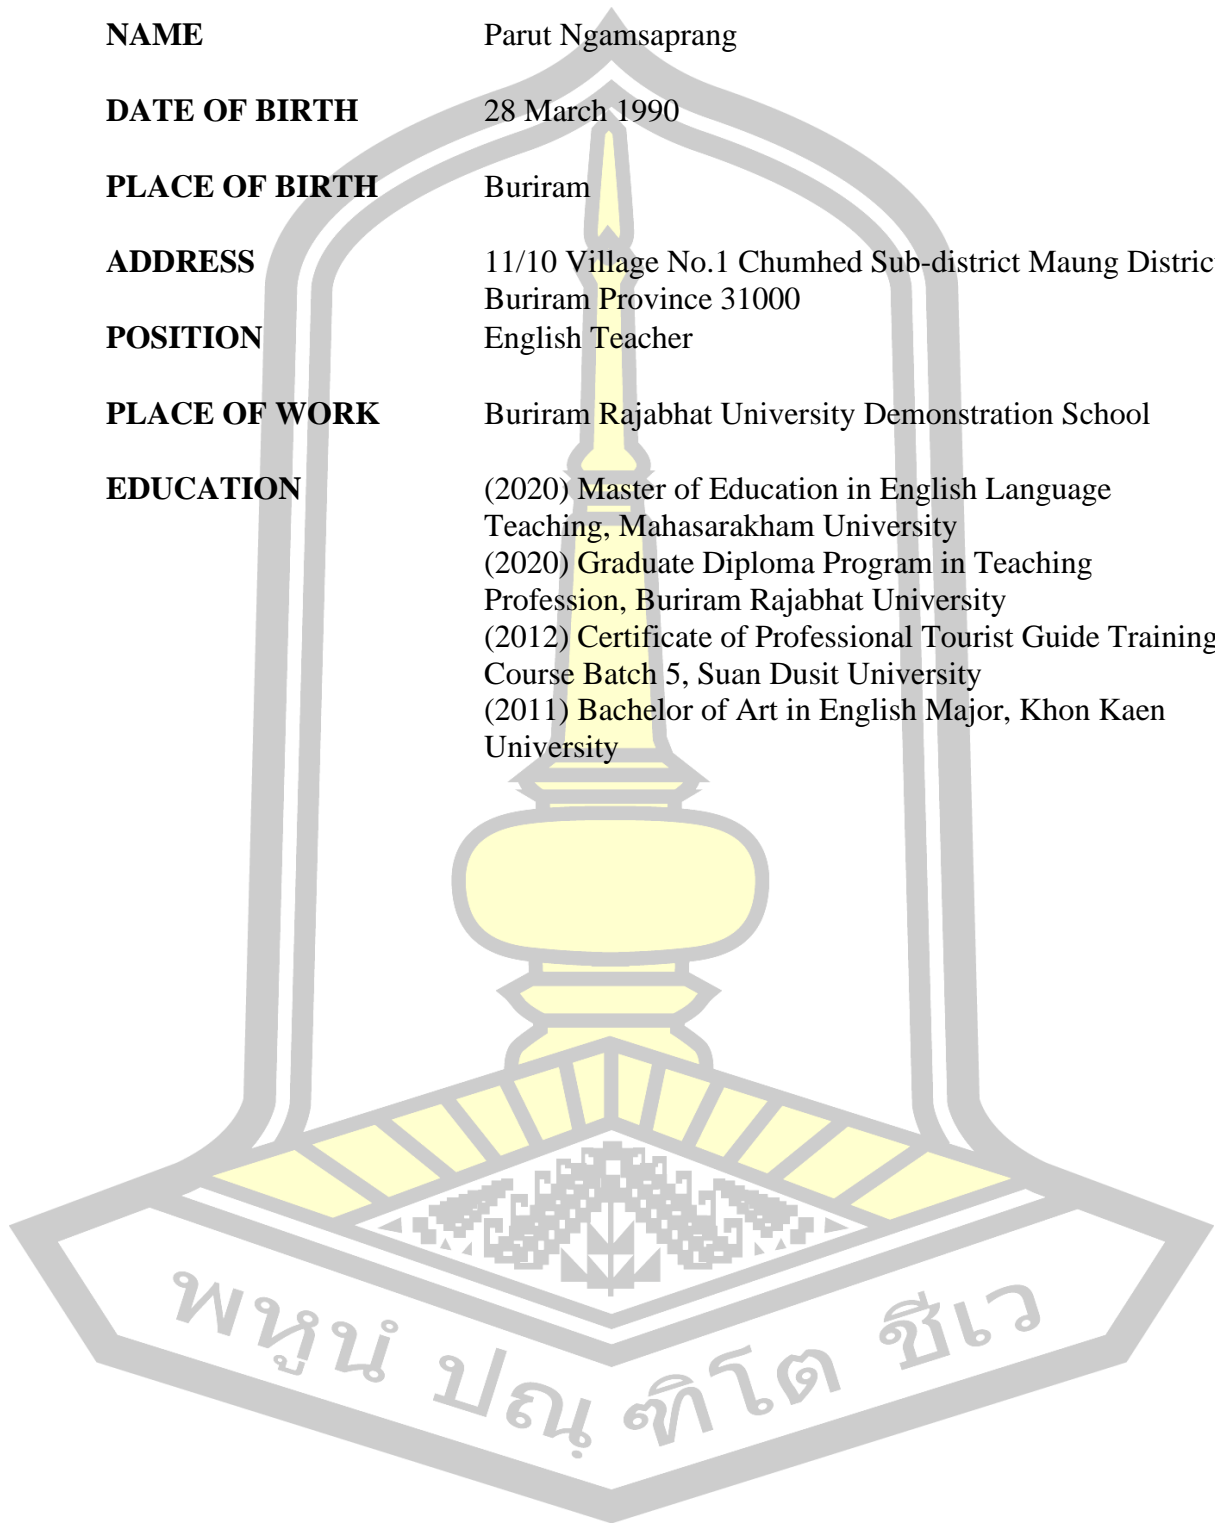 NAME Parut Ngamsaprang
DATE OF BIRTH 28 March 1990
PLACE OF BIRTH Buriram
ADDRESS 11/10 Village No.1 Chumhed Sub-district Maung Distric
Buriram Province 31000
POSITION English Teacher
PLACE OF WORK Buriram Rajabhat University Demonstration School
EDUCATION (2020) Master of Education in English Language
Teaching, Mahasarakham University
(2020) Graduate Diploma Program in Teaching
Profession, Buriram Rajabhat University
(2012) Certificate of Professional Tourist Guide Training
Course Batch 5, Suan Dusit University
(2011) Bachelor of Art in English Major, Khon Kaen
University
พหูนํ ปณฺ ฑิโต ชีเว